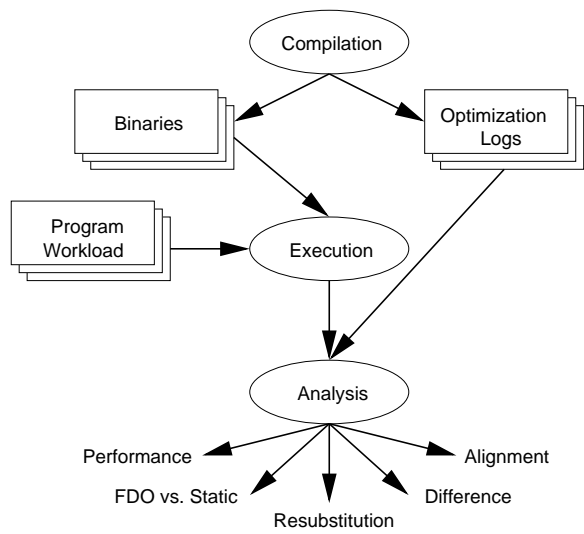 Compilation
Binaries
Optimization
Logs
Program
Workload
Execution
Analysis
Performance
Alignment
FDO vs. Static
Difference
Resubstitution